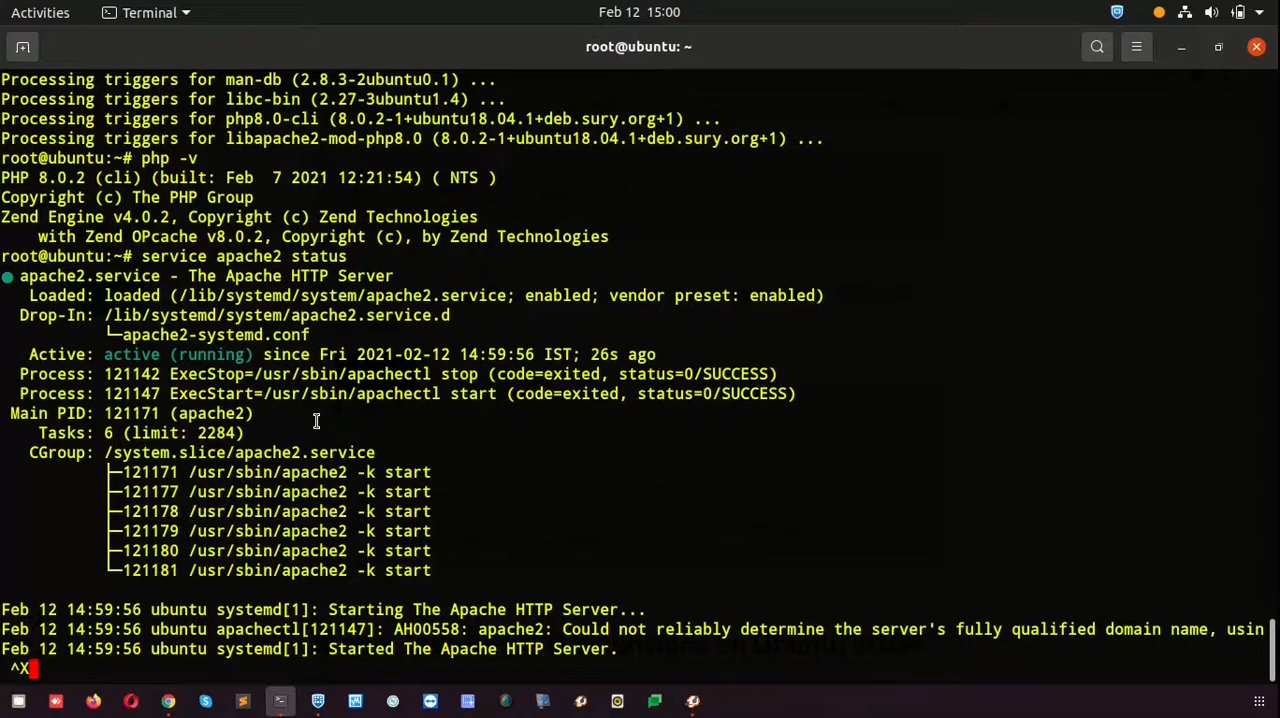 Activities Terminal Feb 12 15:00
root@ubuntu: ~
Processing triggers for man-db (2.8.3-2ubuntu0.1) ...
Processing triggers for libc-bin (2.27-3ubuntu1.4) ...
Processing triggers for php8.0-cli (8.0.2-1+ubuntu18.04.1+deb.sury.org+1) ...
Processing triggers for libapache2-mod-php8.0 (8.0.2-1+ubuntu18.04.1+deb.sury.org+1) ...
root@ubuntu:~# php -v
PHP 8.0.2 (cli) (built: Feb  7 2021 12:21:54) ( NTS )
Copyright (c) The PHP Group
Zend Engine v4.0.2, Copyright (c) Zend Technologies
    with Zend OPcache v8.0.2, Copyright (c), by Zend Technologies
root@ubuntu:~# service apache2 status
● apache2.service - The Apache HTTP Server
   Loaded: loaded (/lib/systemd/system/apache2.service; enabled; vendor preset: enabled)
  Drop-In: /lib/systemd/system/apache2.service.d
           └─apache2-systemd.conf
   Active: active (running) since Fri 2021-02-12 14:59:56 IST; 26s ago
  Process: 121142 ExecStop=/usr/sbin/apachectl stop (code=exited, status=0/SUCCESS)
  Process: 121147 ExecStart=/usr/sbin/apachectl start (code=exited, status=0/SUCCESS)
 Main PID: 121171 (apache2)
    Tasks: 6 (limit: 2284)
   CGroup: /system.slice/apache2.service
           ├─121171 /usr/sbin/apache2 -k start
           ├─121177 /usr/sbin/apache2 -k start
           ├─121178 /usr/sbin/apache2 -k start
           ├─121179 /usr/sbin/apache2 -k start
           ├─121180 /usr/sbin/apache2 -k start
           └─121181 /usr/sbin/apache2 -k start
Feb 12 14:59:56 ubuntu systemd[1]: Starting The Apache HTTP Server...
Feb 12 14:59:56 ubuntu apachectl[121147]: AH00558: apache2: Could not reliably determine the server's fully qualified domain name, usin
Feb 12 14:59:56 ubuntu systemd[1]: Started The Apache HTTP Server.
^X